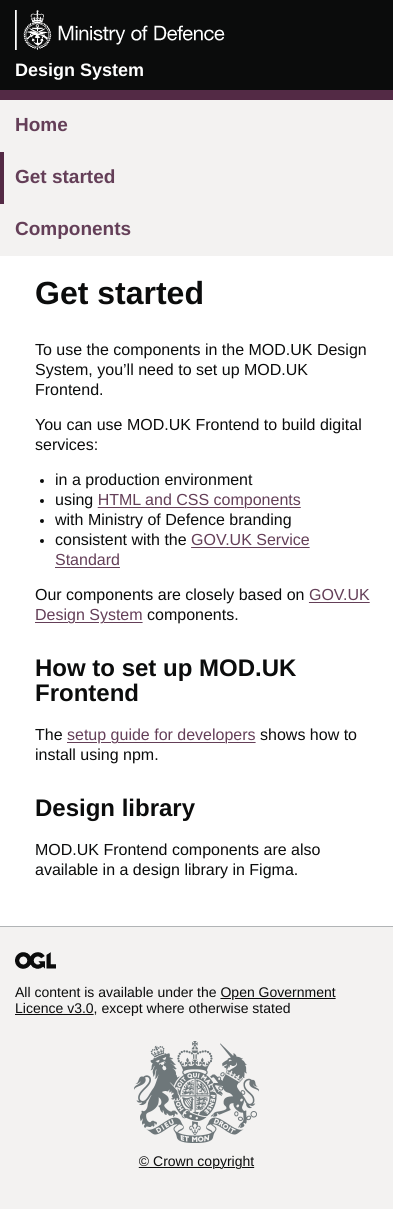 Ministry of Defence
Design System
Home
Get started
Components
Get started
To use the components in the MOD.UK Design
System, you’ll need to set up MOD.UK
Frontend.
You can use MOD.UK Frontend to build digital
services:
• in a production environment
• using HTML and CSS components
• with Ministry of Defence branding
• consistent with the GOV.UK Service
Standard
Our components are closely based on GOV.UK
Design System components.
How to set up MOD.UK
Frontend
The setup guide for developers shows how to
install using npm.
Design library
MOD.UK Frontend components are also
available in a design library in Figma.
OGL
All content is available under the Open Government
Licence v3.0, except where otherwise stated
DIEU ET MON DROIT
© Crown copyright